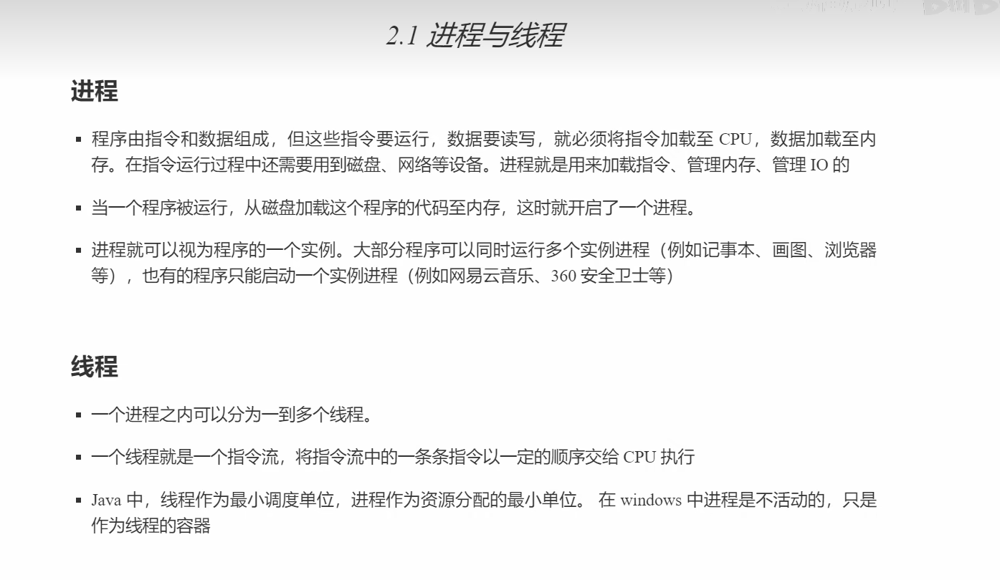 2.1 进程与线程
进程
▪ 程序由指令和数据组成，但这些指令要运行，数据要读写，就必须将指令加载至 CPU，数据加载至内
存。在指令运行过程中还需要用到磁盘、网络等设备。进程就是用来加载指令、管理内存、管理 IO 的
▪ 当一个程序被运行，从磁盘加载这个程序的代码至内存，这时就开启了一个进程。
▪ 进程就可以视为程序的一个实例。大部分程序可以同时运行多个实例进程（例如记事本、画图、浏览器
等），也有的程序只能启动一个实例进程（例如网易云音乐、360 安全卫士等）
线程
▪ 一个进程之内可以分为一到多个线程。
▪ 一个线程就是一个指令流，将指令流中的一条条指令以一定的顺序交给 CPU 执行
▪ Java 中，线程作为最小调度单位，进程作为资源分配的最小单位。 在 windows 中进程是不活动的，只是
作为线程的容器